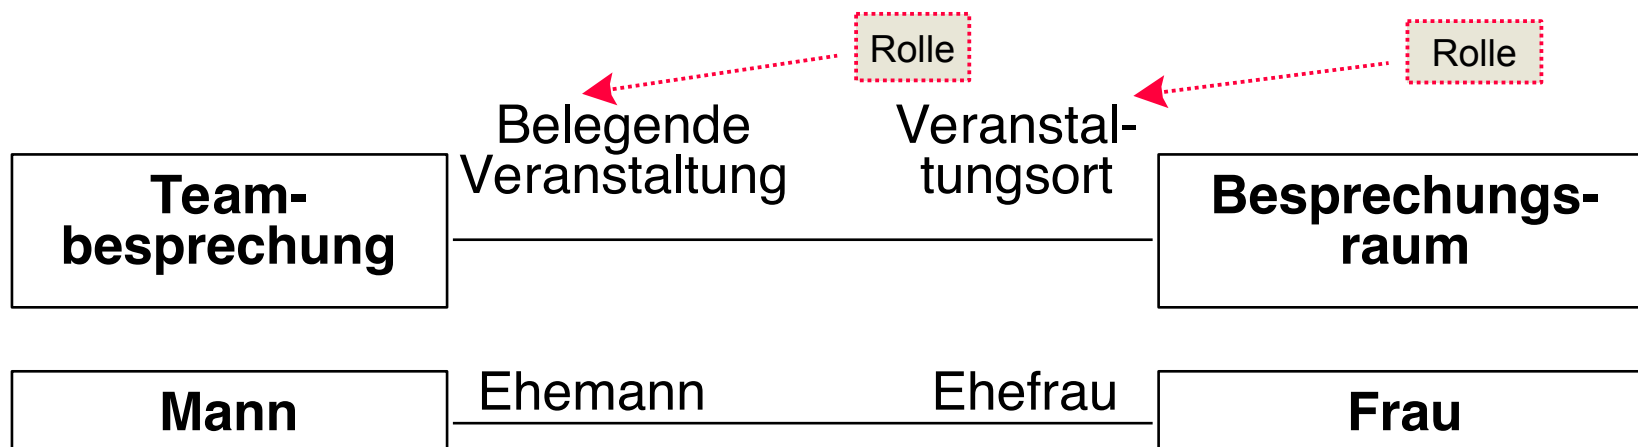 Rolle
Rolle
Belegende
Veranstaltung
Veranstal-
tungsort
Team-
besprechung
Besprechungs-
raum
Mann
Ehemann
Ehefrau
Frau